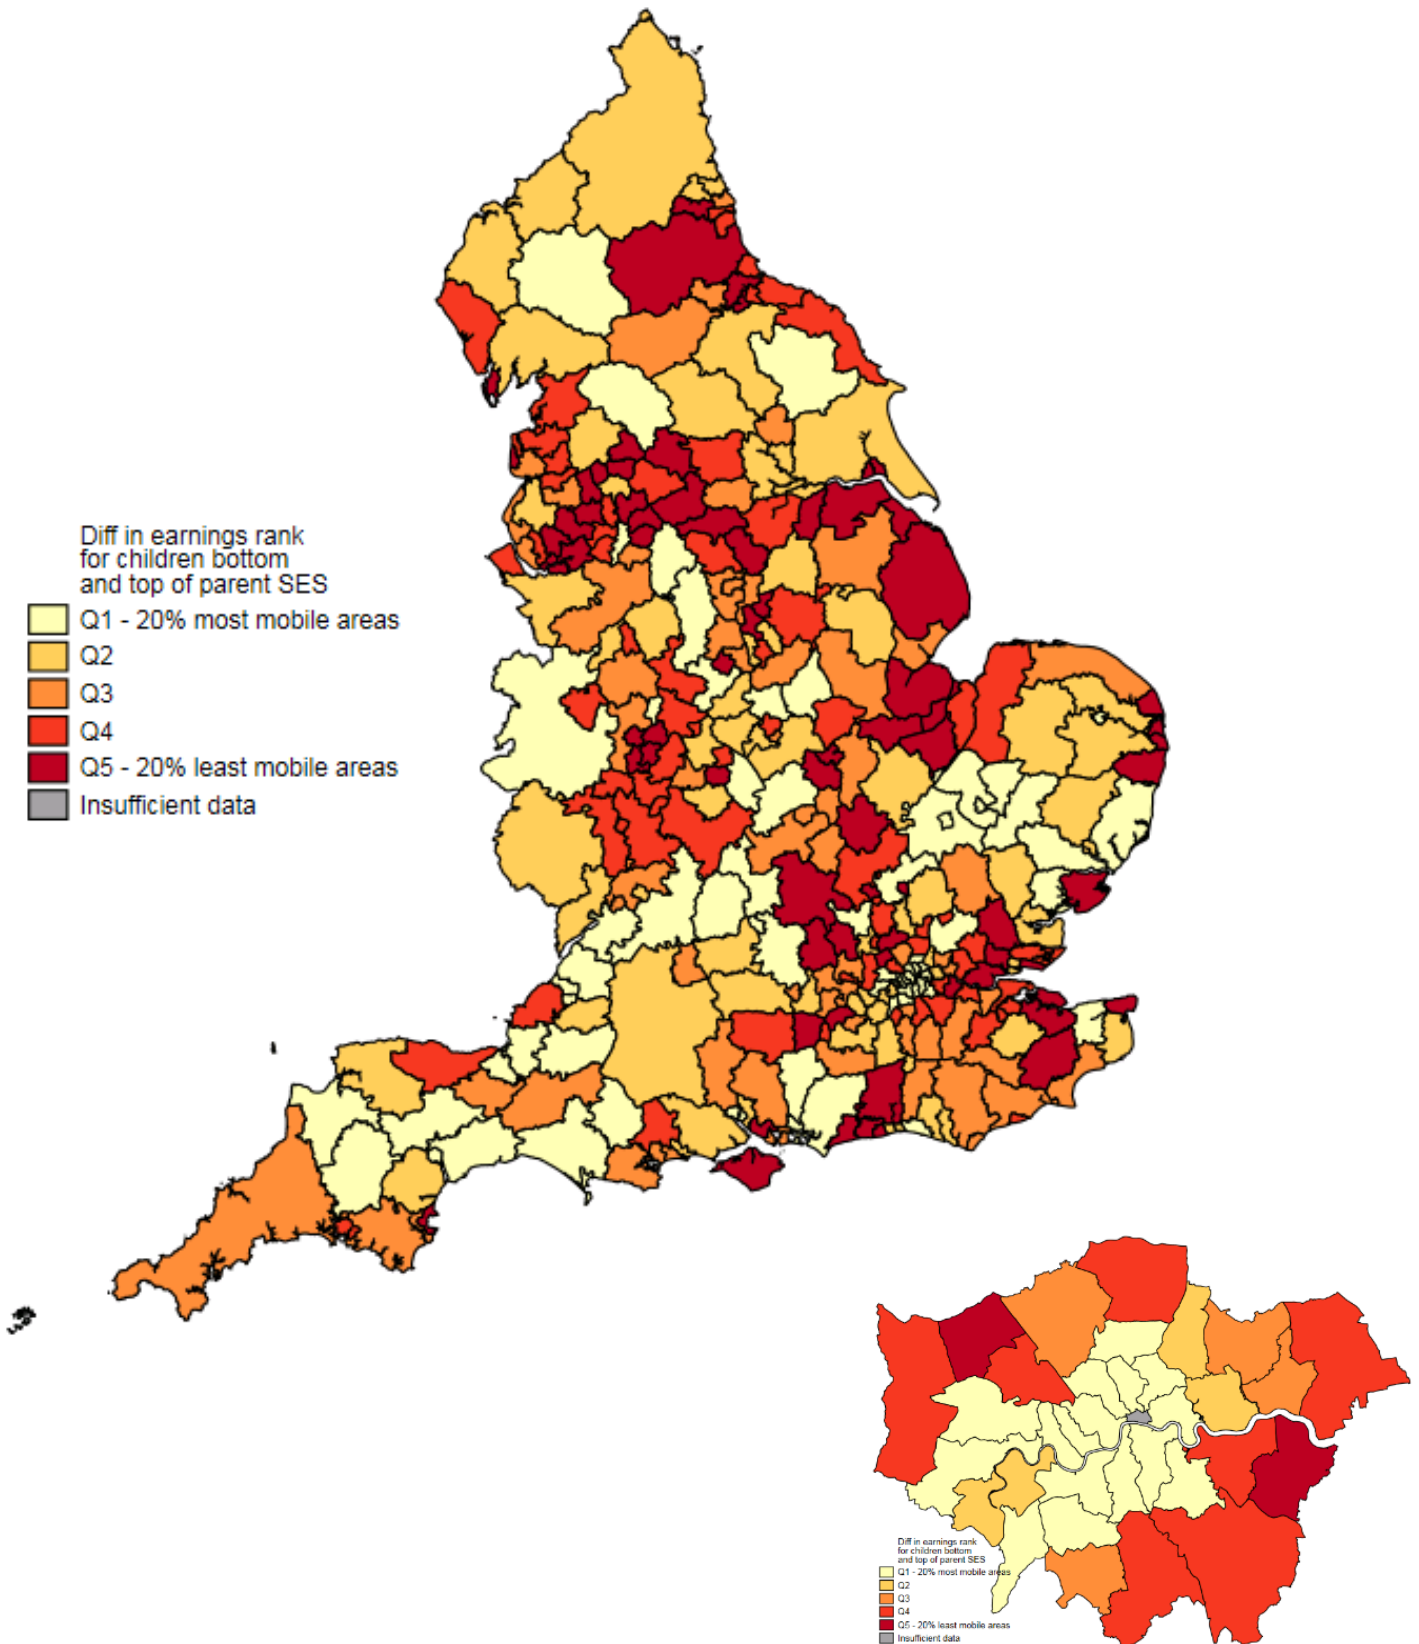 Diff in earnings rank
for children bottom
and top of parent SES
Q1 - 20% most mobile areas
Q2
Q3
Q4
Q5 - 20% least mobile areas
Insufficient data
Diff in earnings rank
for children bottom
and top of parent SES
Q1 - 20% most mobile areas
Q2
Q3
Q4
Q5 - 20% least mobile areas
Insufficient data